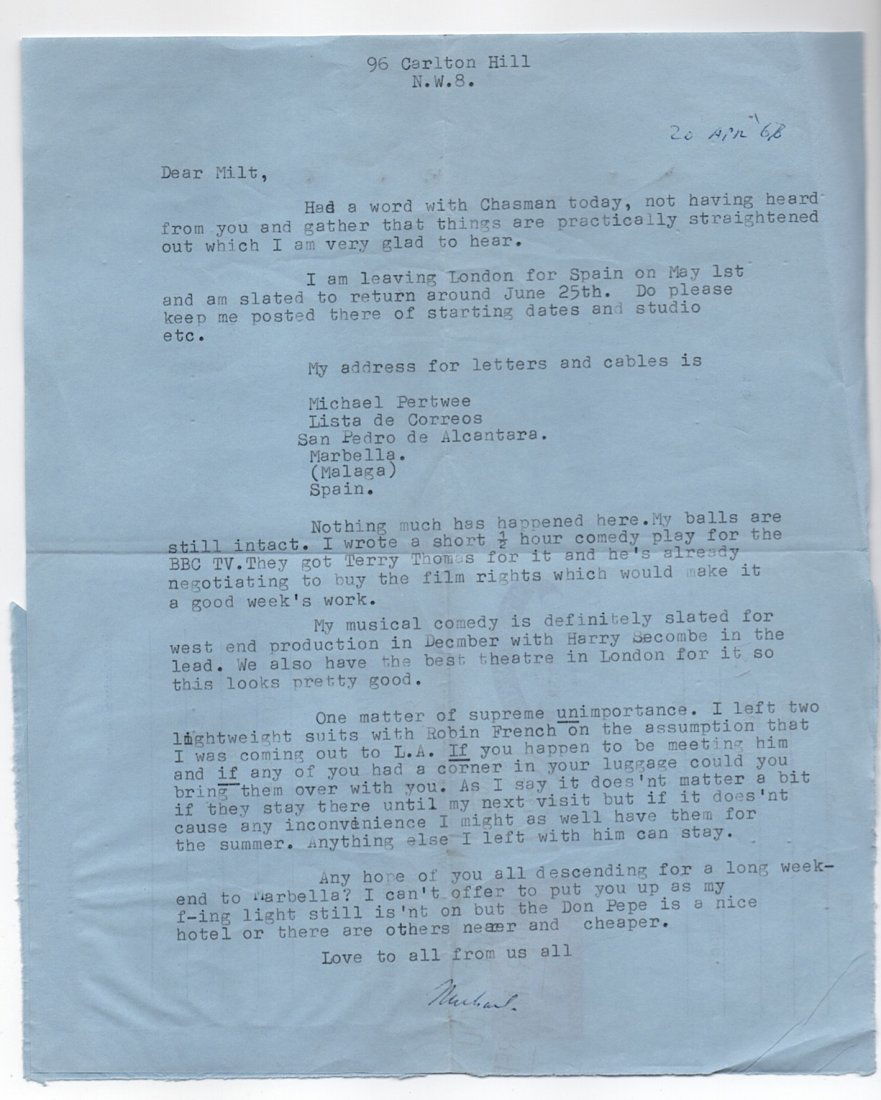 96 Carlton Hill
N.W.8.
20 APR 68
Dear Milt,
Had a word with Chasman today, not having heard
from you and gather that things are practically straightened
out which I am very glad to hear.
I am leaving London for Spain on May 1st
and am slated to return around June 25th. Do please
keep me posted there of starting dates and studio
etc.
My address for letters and cables is
Michael Pertwee
Lista de Correos
San Pedro de Alcantara.
Marbella.
(Malaga)
Spain.
Nothing much has happened here.My balls are
still intact. I wrote a short ½ hour comedy play for the
BBC TV.They got Terry Thomas for it and he's already
negotiating to buy the film rights which would make it
a good week's work.
My musical comedy is definitely slated for
west end production in Decmber with Harry Secombe in the
lead. We also have the best theatre in London for it so
this looks pretty good.
One matter of supreme unimportance. I left two
lightweight suits with Robin French on the assumption that
I was coming out to L.A. If you happen to be meeting him
and if any of you had a corner in your luggage could you
bring them over with you. As I say it does'nt matter a bit
if they stay there until my next visit but if it does'nt
cause any inconvenience I might as well have them for
the summer. Anything else I left with him can stay.
Any hope of you all descending for a long week-
end to Marbella? I can't offer to put you up as my
f-ing light still is'nt on but the Don Pepe is a nice
hotel or there are others nearer and cheaper.
Love to all from us all
Michael.